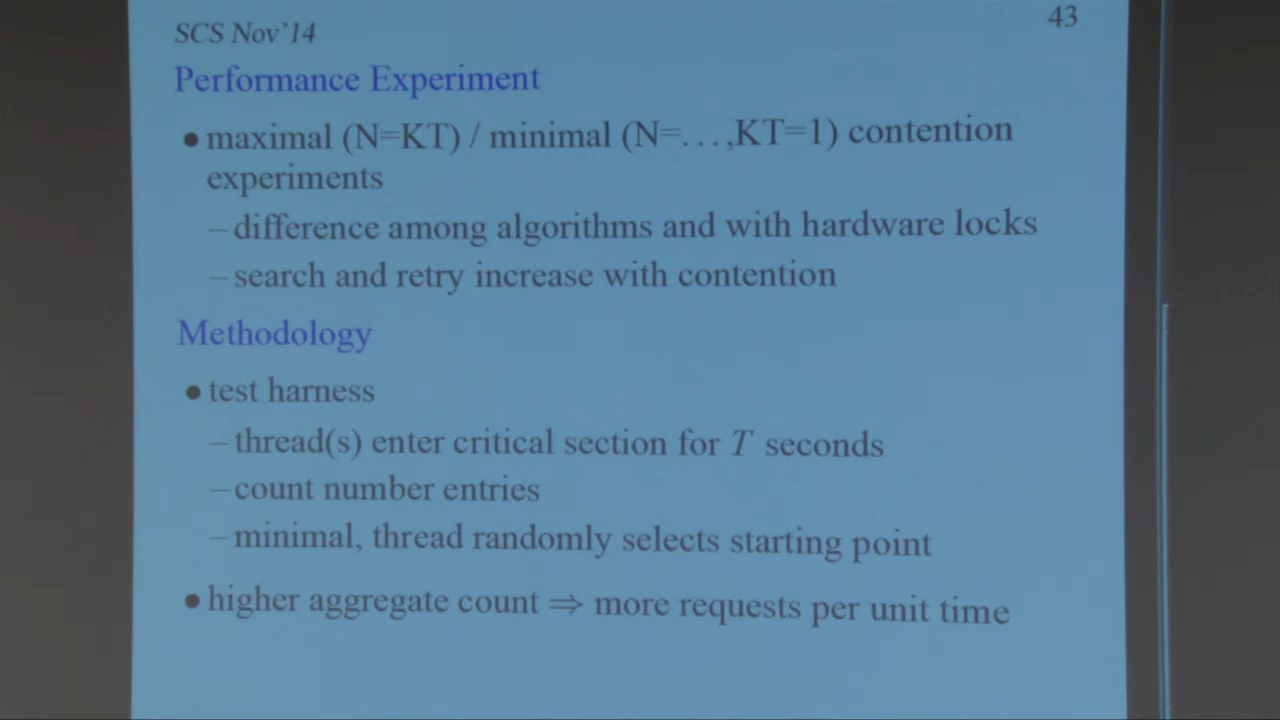 SCS Nov'14
43
Performance Experiment
● maximal (N=KT) / minimal (N=…,KT=1) contention
experiments
– difference among algorithms and with hardware locks
– search and retry increase with contention
Methodology
● test harness
– thread(s) enter critical section for T seconds
– count number entries
– minimal, thread randomly selects starting point
● higher aggregate count ⇒ more requests per unit time